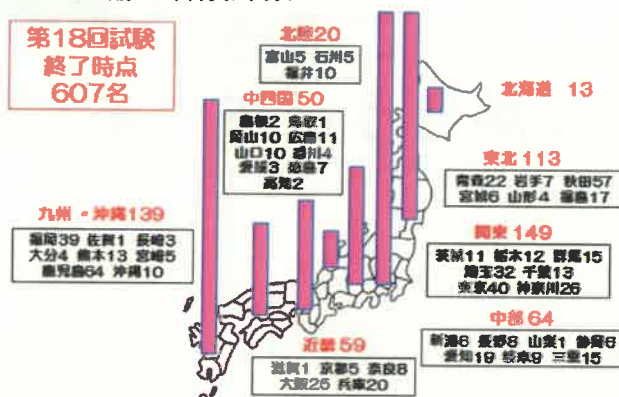 第18回試験
終了時点
607名
北陸20
富山5 石川5
福井10
中四国50
島根2 鳥取1
岡山10 広島11
山口10 香川4
愛媛3 徳島7
高知2
北海道 13
東北113
青森22 岩手7 秋田57
宮城6 山形4 福島17
九州・沖縄139
福岡39 佐賀1 長崎3
大分4 熊本13 宮崎5
鹿児島64 沖縄10
関東149
茨城11 栃木12 群馬15
埼玉32 千葉13
東京40 神奈川26
中部64
新潟6 長野8 山梨1 静岡6
愛知19 岐阜9 三重15
近畿59
滋賀1 京都5 奈良8
大阪25 兵庫20